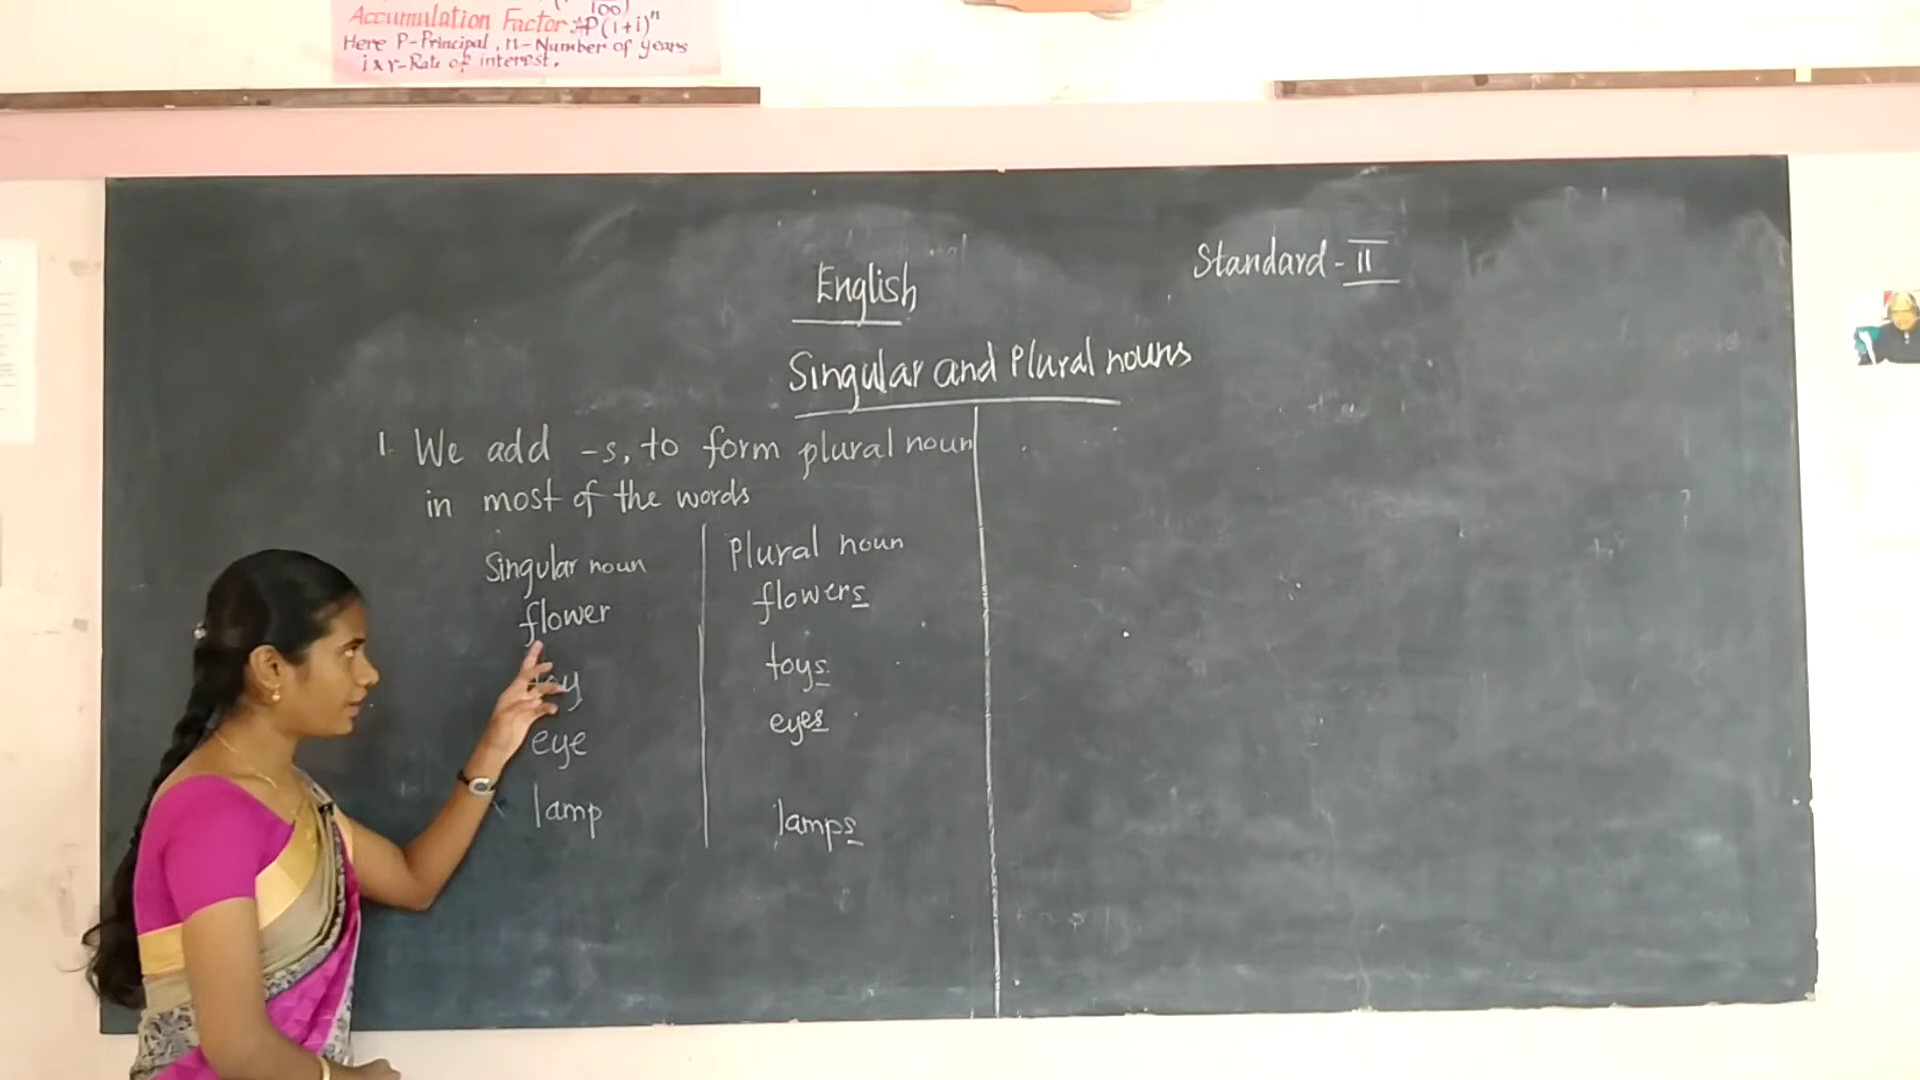 100)
Accumulation Factor: A=P(1+i)ⁿ
Here P-Principal, n-Number of years
i & r-Rate of interest.
Standard - II
English
Singular and Plural nouns
1. We add -s, to form plural noun
in most of the words
Singular noun | Plural noun
flower flowers
toy toys
eye eyes
lamp lamps